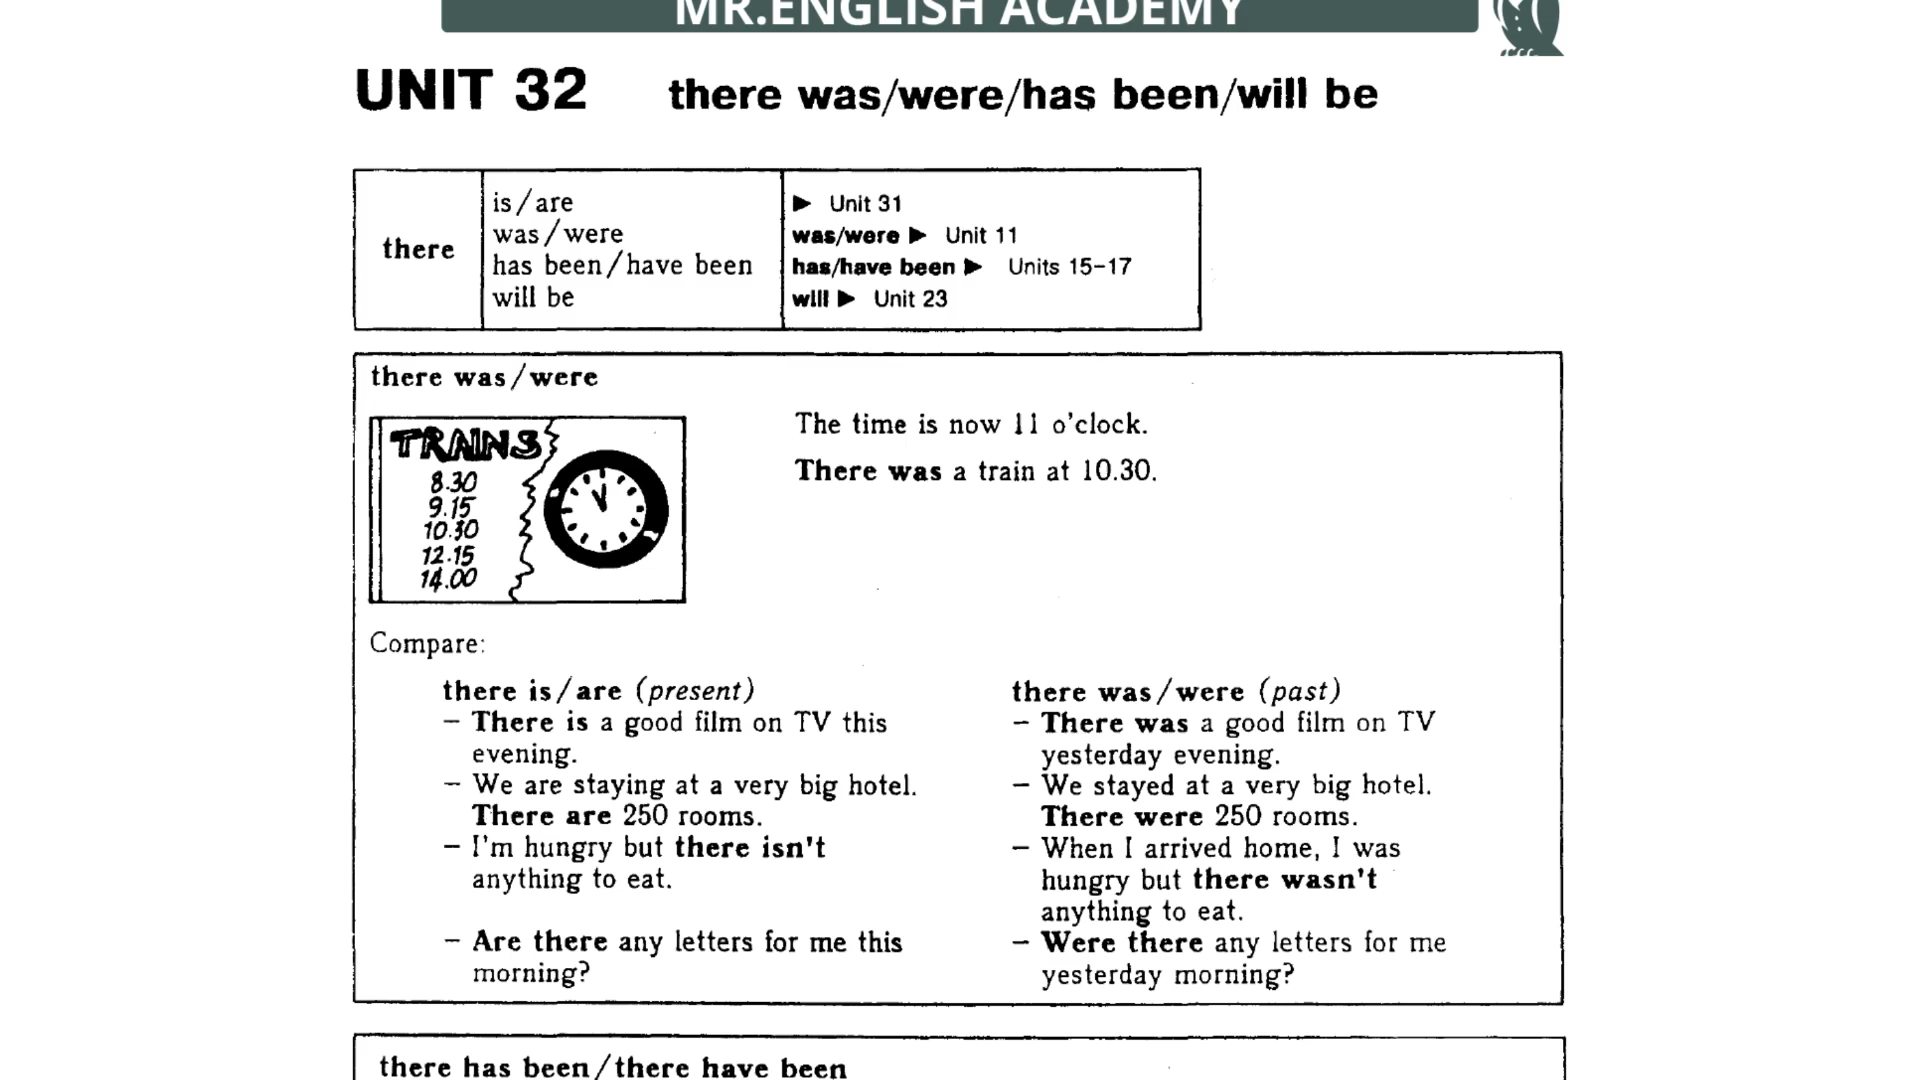 MR.ENGLISH ACADEMY
UNIT 32 there was/were/has been/will be
there
is/are
was/were
has been/have been
will be
► Unit 31
was/were ► Unit 11
has/have been ► Units 15–17
will ► Unit 23
there was/were
TRAINS
8.30
9.15
10.30
12.15
14.00
The time is now 11 o'clock.
There was a train at 10.30.
Compare:
there is/are (present)
– There is a good film on TV this
evening.
– We are staying at a very big hotel.
There are 250 rooms.
– I'm hungry but there isn't
anything to eat.
– Are there any letters for me this
morning?
there was/were (past)
– There was a good film on TV
yesterday evening.
– We stayed at a very big hotel.
There were 250 rooms.
– When I arrived home, I was
hungry but there wasn't
anything to eat.
– Were there any letters for me
yesterday morning?
there has been/there have been